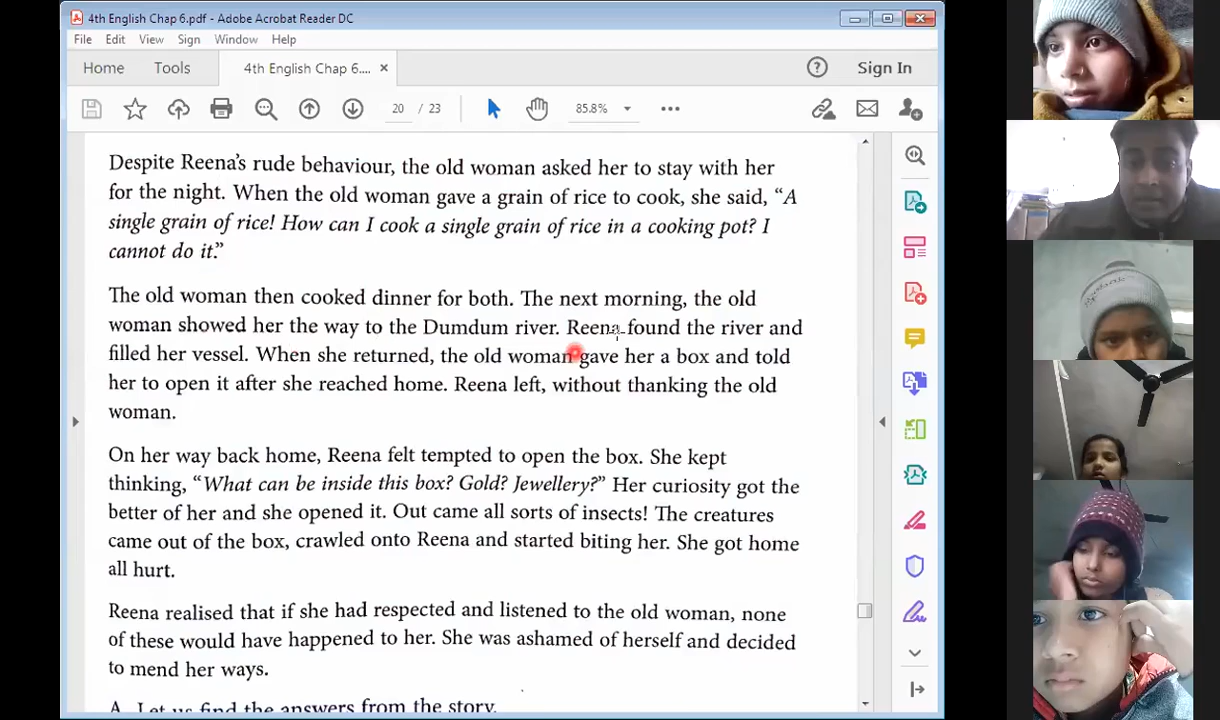 4th English Chap 6.pdf - Adobe Acrobat Reader DC
File Edit View Sign Window Help
Home Tools 4th English Chap 6.... × Sign In
20 / 23 85.8%
Despite Reena's rude behaviour, the old woman asked her to stay with her
for the night. When the old woman gave a grain of rice to cook, she said, “A
single grain of rice! How can I cook a single grain of rice in a cooking pot? I
cannot do it.”
The old woman then cooked dinner for both. The next morning, the old
woman showed her the way to the Dumdum river. Reena found the river and
filled her vessel. When she returned, the old woman gave her a box and told
her to open it after she reached home. Reena left, without thanking the old
woman.
On her way back home, Reena felt tempted to open the box. She kept
thinking, “What can be inside this box? Gold? Jewellery?” Her curiosity got the
better of her and she opened it. Out came all sorts of insects! The creatures
came out of the box, crawled onto Reena and started biting her. She got home
all hurt.
Reena realised that if she had respected and listened to the old woman, none
of these would have happened to her. She was ashamed of herself and decided
to mend her ways.
A. Let us find the answers from the story.